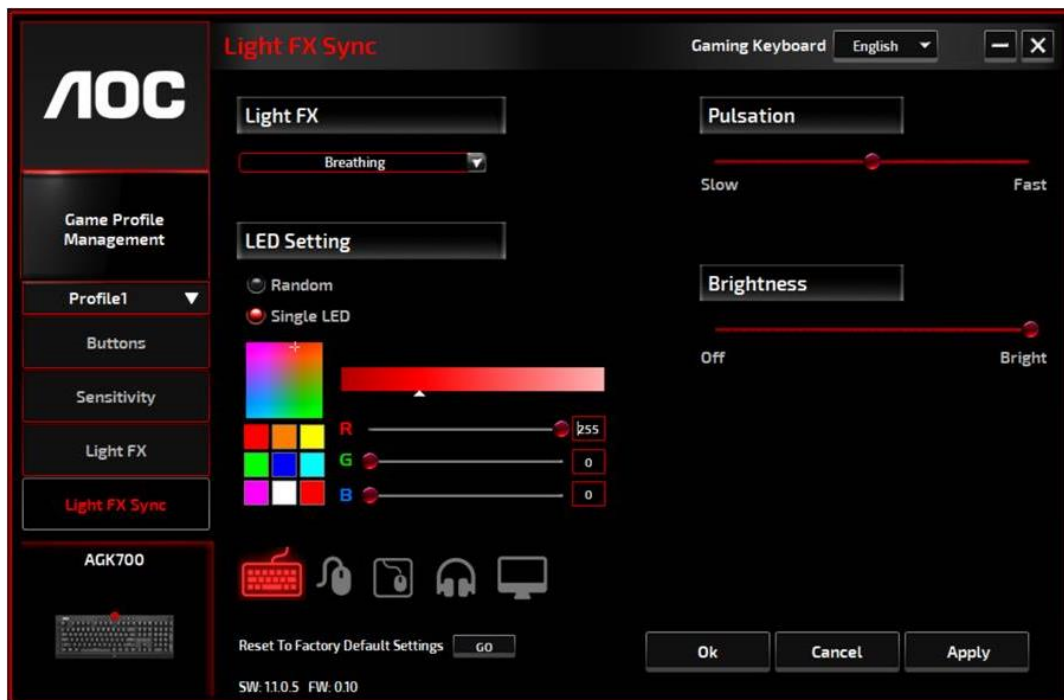 AOC
Light FX Sync
Gaming Keyboard English
Game Profile
Management
Profile1
Buttons
Sensitivity
Light FX
Light FX Sync
AGK700
Light FX
Breathing
LED Setting
Random
Single LED
R 255
G 0
B 0
Pulsation
Slow Fast
Brightness
Off Bright
Reset To Factory Default Settings GO
SW: 1.1.0.5 FW: 0.10
Ok Cancel Apply